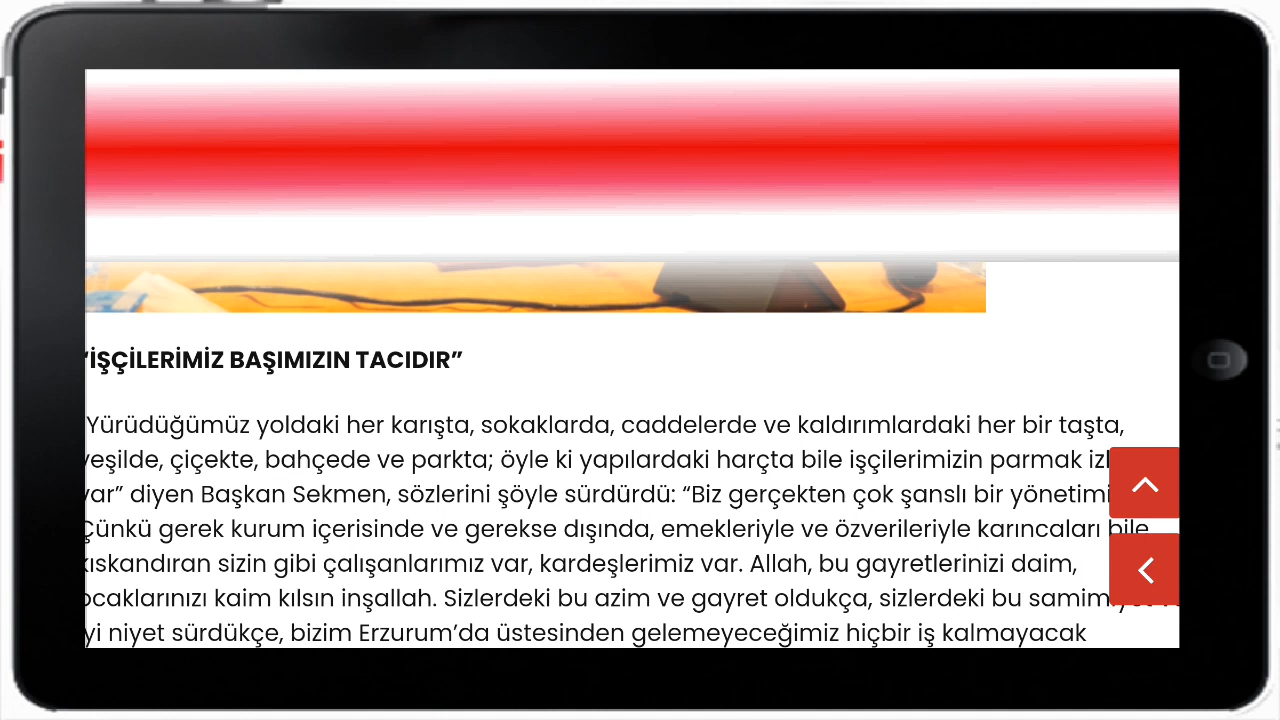 “İŞÇİLERİMİZ BAŞIMIZIN TACIDIR”
Yürüdüğümüz yoldaki her karışta, sokaklarda, caddelerde ve kaldırımlardaki her bir taşta,
yeşilde, çiçekte, bahçede ve parkta; öyle ki yapılardaki harçta bile işçilerimizin parmak
var” diyen Başkan Sekmen, sözlerini şöyle sürdürdü: “Biz gerçekten çok şanslı bir
Çünkü gerek kurum içerisinde ve gerekse dışında, emekleriyle ve özverileriyle karıncaları bile
kıskandıran sizin gibi çalışanlarımız var, kardeşlerimiz var. Allah, bu gayretlerinizi daim,
ocaklarınızı kaim kılsın inşallah. Sizlerdeki bu azim ve gayret oldukça, sizlerdeki bu
iyi niyet sürdükçe, bizim Erzurum’da üstesinden gelemeyeceğimiz hiçbir iş kalmayacak